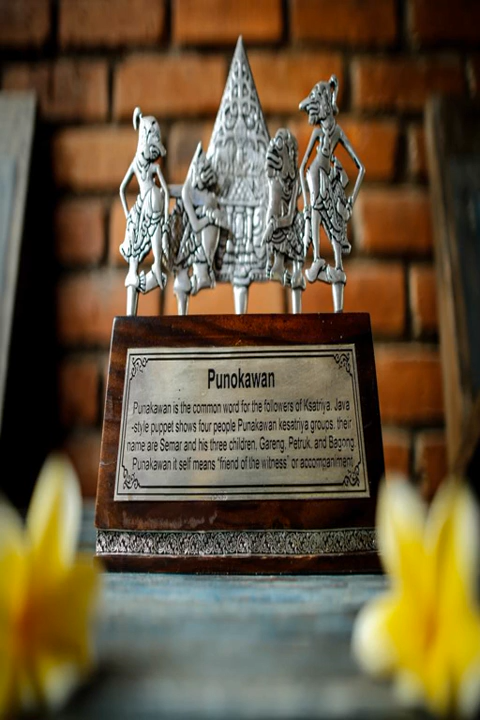 Punokawan
Punakawan is the common word for the followers of Ksatriya. Java
-style puppet shows four people Punakawan kesatriya groups. their
name are Semar and his three children, Gareng, Petruk, and Bagong
Punakawan it self means "friend of the witness" or accompaniment